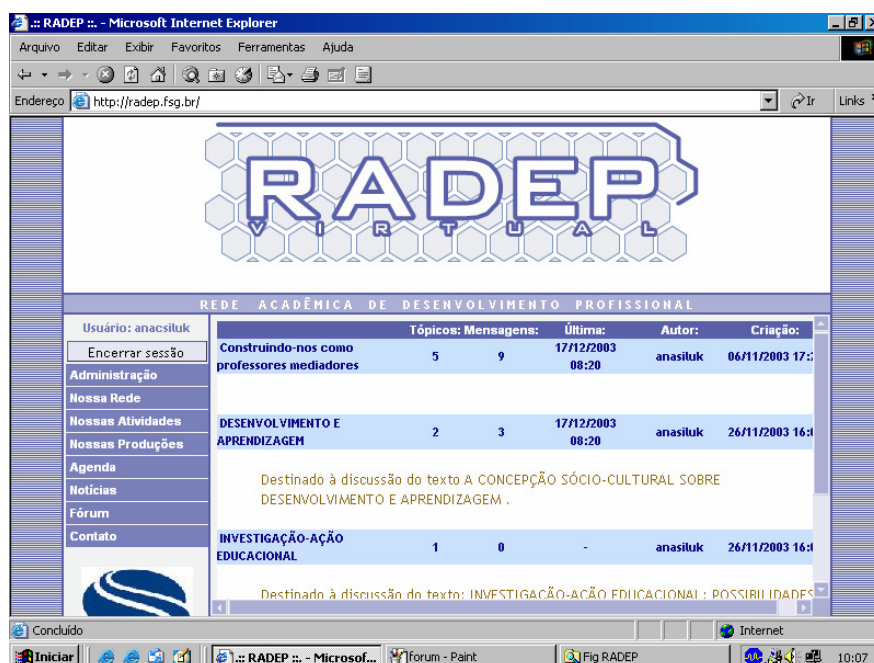 .:: RADEP ::. - Microsoft Internet Explorer
Arquivo Editar Exibir Favoritos Ferramentas Ajuda
Endereço http://radep.fsg.br/ Ir Links
RADEP
VIRTUAL
REDE ACADÊMICA DE DESENVOLVIMENTO PROFISSIONAL
Usuário: anacsiluk
Encerrar sessão
Administração
Nossa Rede
Nossas Atividades
Nossas Produções
Agenda
Notícias
Fórum
Contato
Tópicos: Mensagens: Última: Autor: Criação:
Construindo-nos como 17/12/2003
professores mediadores 5 9 08:20 anasiluk 06/11/2003 17:
DESENVOLVIMENTO E 17/12/2003
APRENDIZAGEM 2 3 08:20 anasiluk 26/11/2003 16:
Destinado à discussão do texto A CONCEPÇÃO SÓCIO-CULTURAL SOBRE
DESENVOLVIMENTO E APRENDIZAGEM .
INVESTIGAÇÃO-AÇÃO
EDUCACIONAL 1 0 - anasiluk 26/11/2003 16:
Destinado à discussão do texto: INVESTIGAÇÃO-AÇÃO EDUCACIONAL : POSSIBILIDADES
Concluído Internet
Iniciar .:: RADEP ::. - Microsof... forum - Paint Fig RADEP 10:07